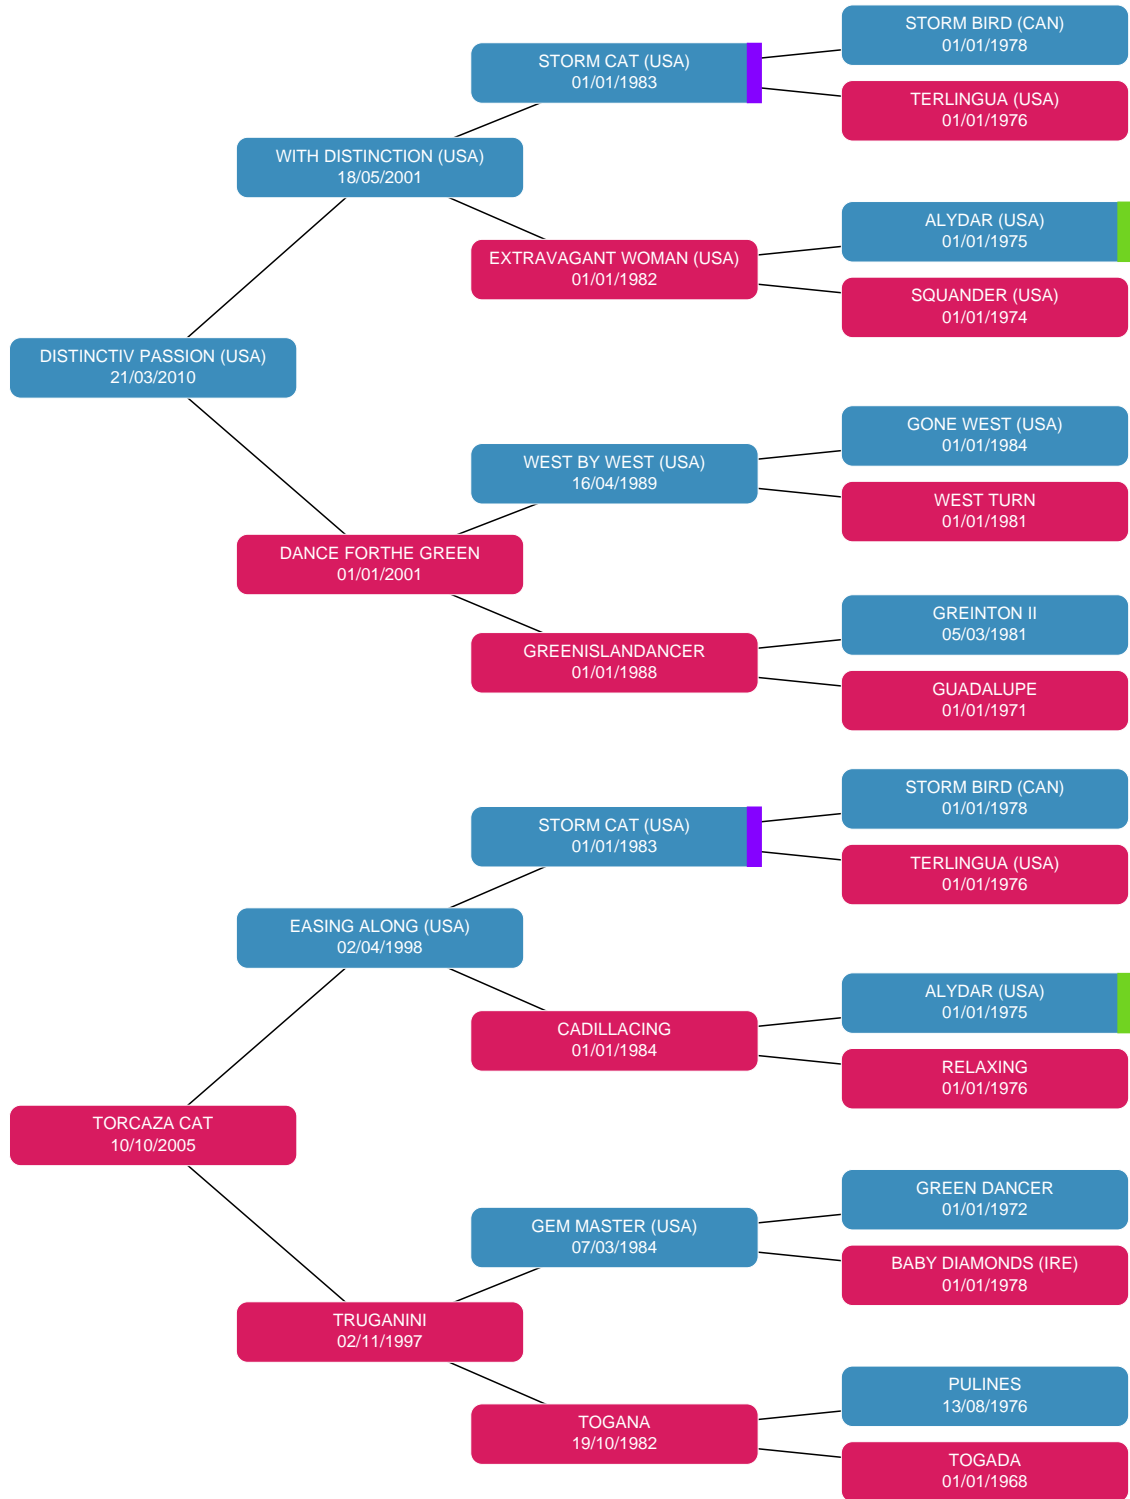 STORM BIRD (CAN)
01/01/1978
STORM CAT (USA)
01/01/1983
TERLINGUA (USA)
01/01/1976
WITH DISTINCTION (USA)
18/05/2001
ALYDAR (USA)
01/01/1975
EXTRAVAGANT WOMAN (USA)
01/01/1982
SQUANDER (USA)
01/01/1974
DISTINCTIV PASSION (USA)
21/03/2010
GONE WEST (USA)
01/01/1984
WEST BY WEST (USA)
16/04/1989
WEST TURN
01/01/1981
DANCE FORTHE GREEN
01/01/2001
GREINTON II
05/03/1981
GREENISLANDANCER
01/01/1988
GUADALUPE
01/01/1971
STORM BIRD (CAN)
01/01/1978
STORM CAT (USA)
01/01/1983
TERLINGUA (USA)
01/01/1976
EASING ALONG (USA)
02/04/1998
ALYDAR (USA)
01/01/1975
CADILLACING
01/01/1984
RELAXING
01/01/1976
TORCAZA CAT
10/10/2005
GREEN DANCER
01/01/1972
GEM MASTER (USA)
07/03/1984
BABY DIAMONDS (IRE)
01/01/1978
TRUGANINI
02/11/1997
PULINES
13/08/1976
TOGANA
19/10/1982
TOGADA
01/01/1968